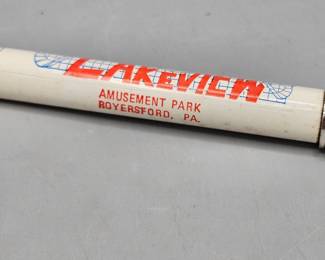 LAKEVIEW
AMUSEMENT PARK
ROYERSFORD, PA.